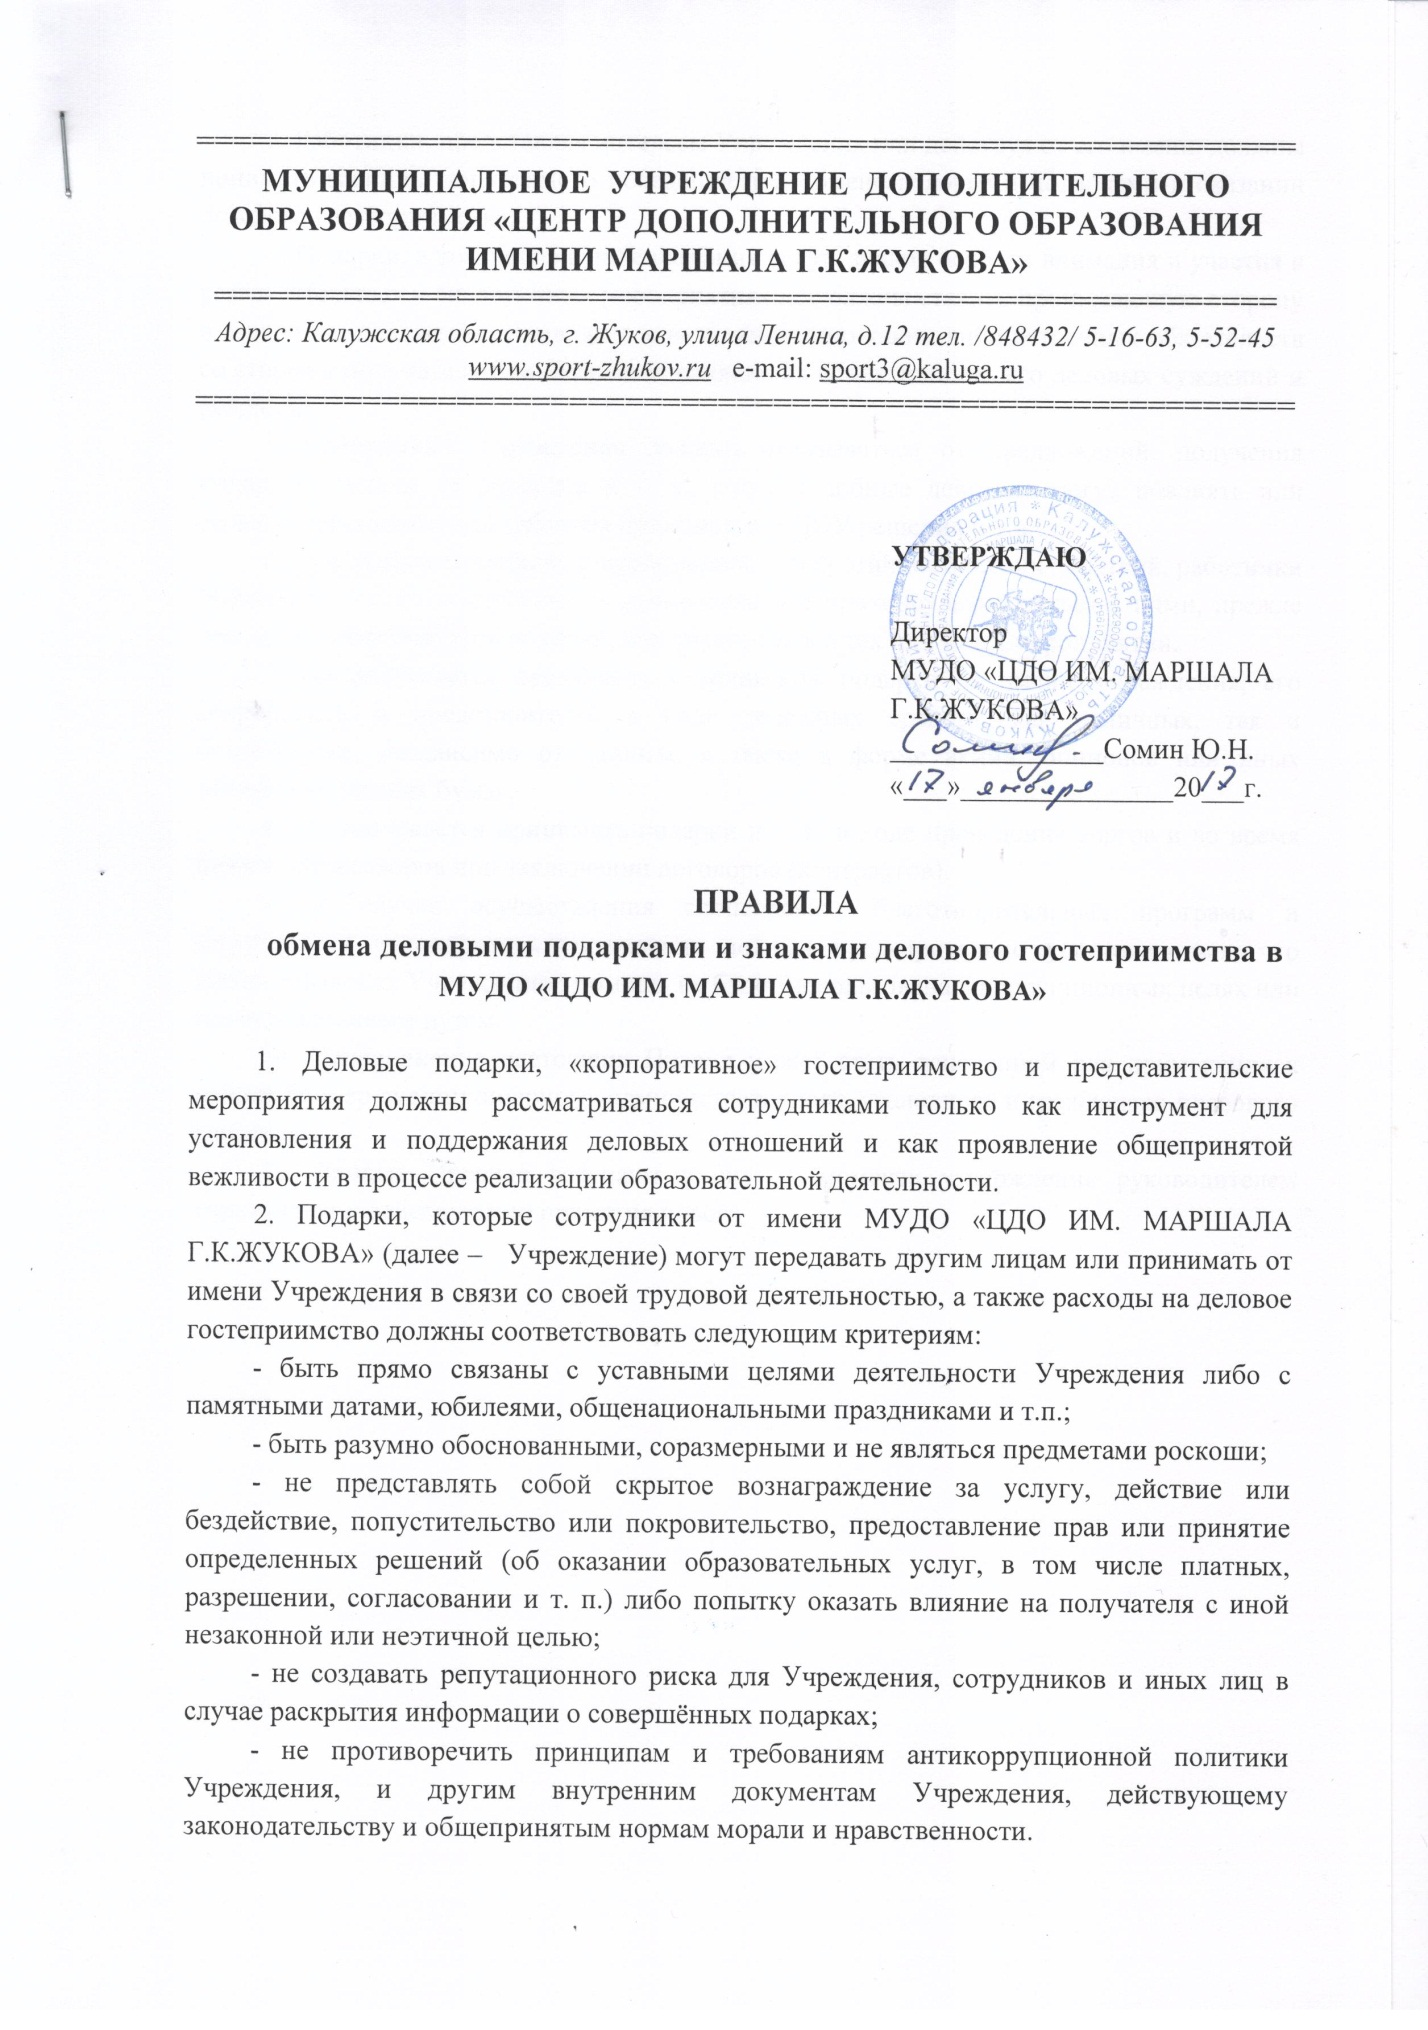 МУНИЦИПАЛЬНОЕ УЧРЕЖДЕНИЕ ДОПОЛНИТЕЛЬНОГО
ОБРАЗОВАНИЯ «ЦЕНТР ДОПОЛНИТЕЛЬНОГО ОБРАЗОВАНИЯ
ИМЕНИ МАРШАЛА Г.К.ЖУКОВА»
Адрес: Калужская область, г. Жуков, улица Ленина, д.12 тел. /848432/ 5-16-63, 5-52-45
www.sport-zhukov.ru e-mail: sport3@kaluga.ru
УТВЕРЖДАЮ
Директор
МУДО «ЦДО ИМ. МАРШАЛА
Г.К.ЖУКОВА»
Сомин Ю.Н.
«17» января 2017г.
ПРАВИЛА
обмена деловыми подарками и знаками делового гостеприимства в
МУДО «ЦДО ИМ. МАРШАЛА Г.К.ЖУКОВА»
1. Деловые подарки, «корпоративное» гостеприимство и представительские
мероприятия должны рассматриваться сотрудниками только как инструмент для
установления и поддержания деловых отношений и как проявление общепринятой
вежливости в процессе реализации образовательной деятельности.
2. Подарки, которые сотрудники от имени МУДО «ЦДО ИМ. МАРШАЛА
Г.К.ЖУКОВА» (далее – Учреждение) могут передавать другим лицам или принимать от
имени Учреждения в связи со своей трудовой деятельностью, а также расходы на деловое
гостеприимство должны соответствовать следующим критериям:
- быть прямо связаны с уставными целями деятельности Учреждения либо с
памятными датами, юбилеями, общенациональными праздниками и т.п.;
- быть разумно обоснованными, соразмерными и не являться предметами роскоши;
- не представлять собой скрытое вознаграждение за услугу, действие или
бездействие, попустительство или покровительство, предоставление прав или принятие
определенных решений (об оказании образовательных услуг, в том числе платных,
разрешении, согласовании и т. п.) либо попытку оказать влияние на получателя с иной
незаконной или неэтичной целью;
- не создавать репутационного риска для Учреждения, сотрудников и иных лиц в
случае раскрытия информации о совершённых подарках;
- не противоречить принципам и требованиям антикоррупционной политики
Учреждения, и другим внутренним документам Учреждения, действующему
законодательству и общепринятым нормам морали и нравственности.